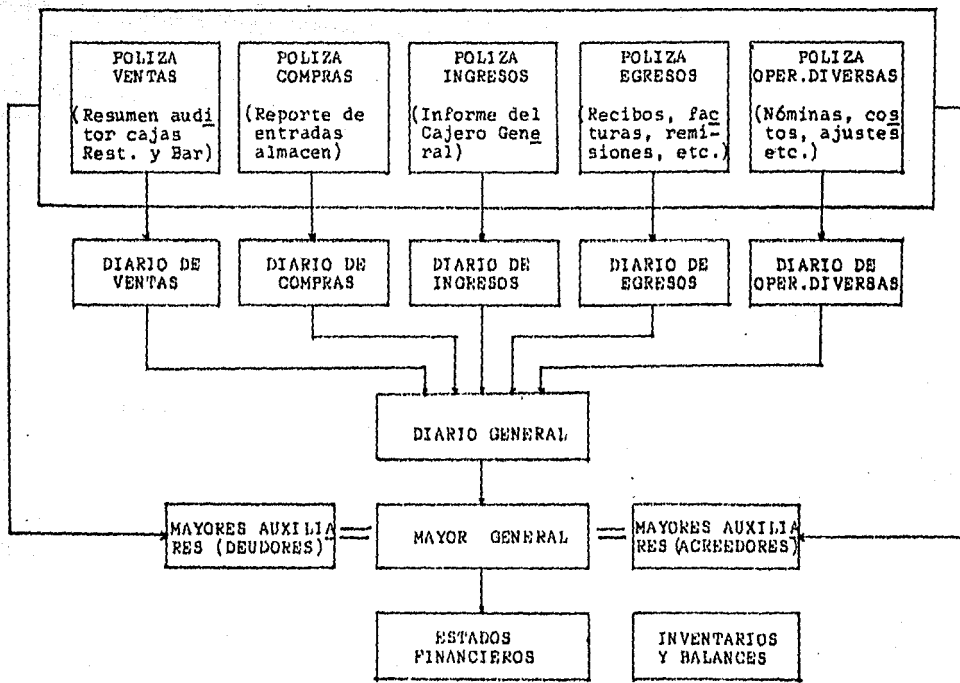 POLIZA
VENTAS
(Resumen audi
tor cajas
Rest. y Bar)
POLIZA
COMPRAS
(Reporte de
entradas
almacen)
POLIZA
INGRESOS
(Informe del
Cajero Gene
ral)
POLIZA
EGRESOS
(Recibos, fac
turas, remi-
siones, etc.)
POLIZA
OPER.DIVERSAS
(Nóminas, cos
tos, ajustes
etc.)
DIARIO DE
VENTAS
DIARIO DE
COMPRAS
DIARIO DE
INGRESOS
DIARIO DE
EGRESOS
DIARIO DE
OPER.DIVERSAS
DIARIO GENERAL
MAYORES AUXILIA
RES (DEUDORES)
MAYOR GENERAL
MAYORES AUXILIA
RES (ACREEDORES)
ESTADOS
FINANCIEROS
INVENTARIOS
Y BALANCES